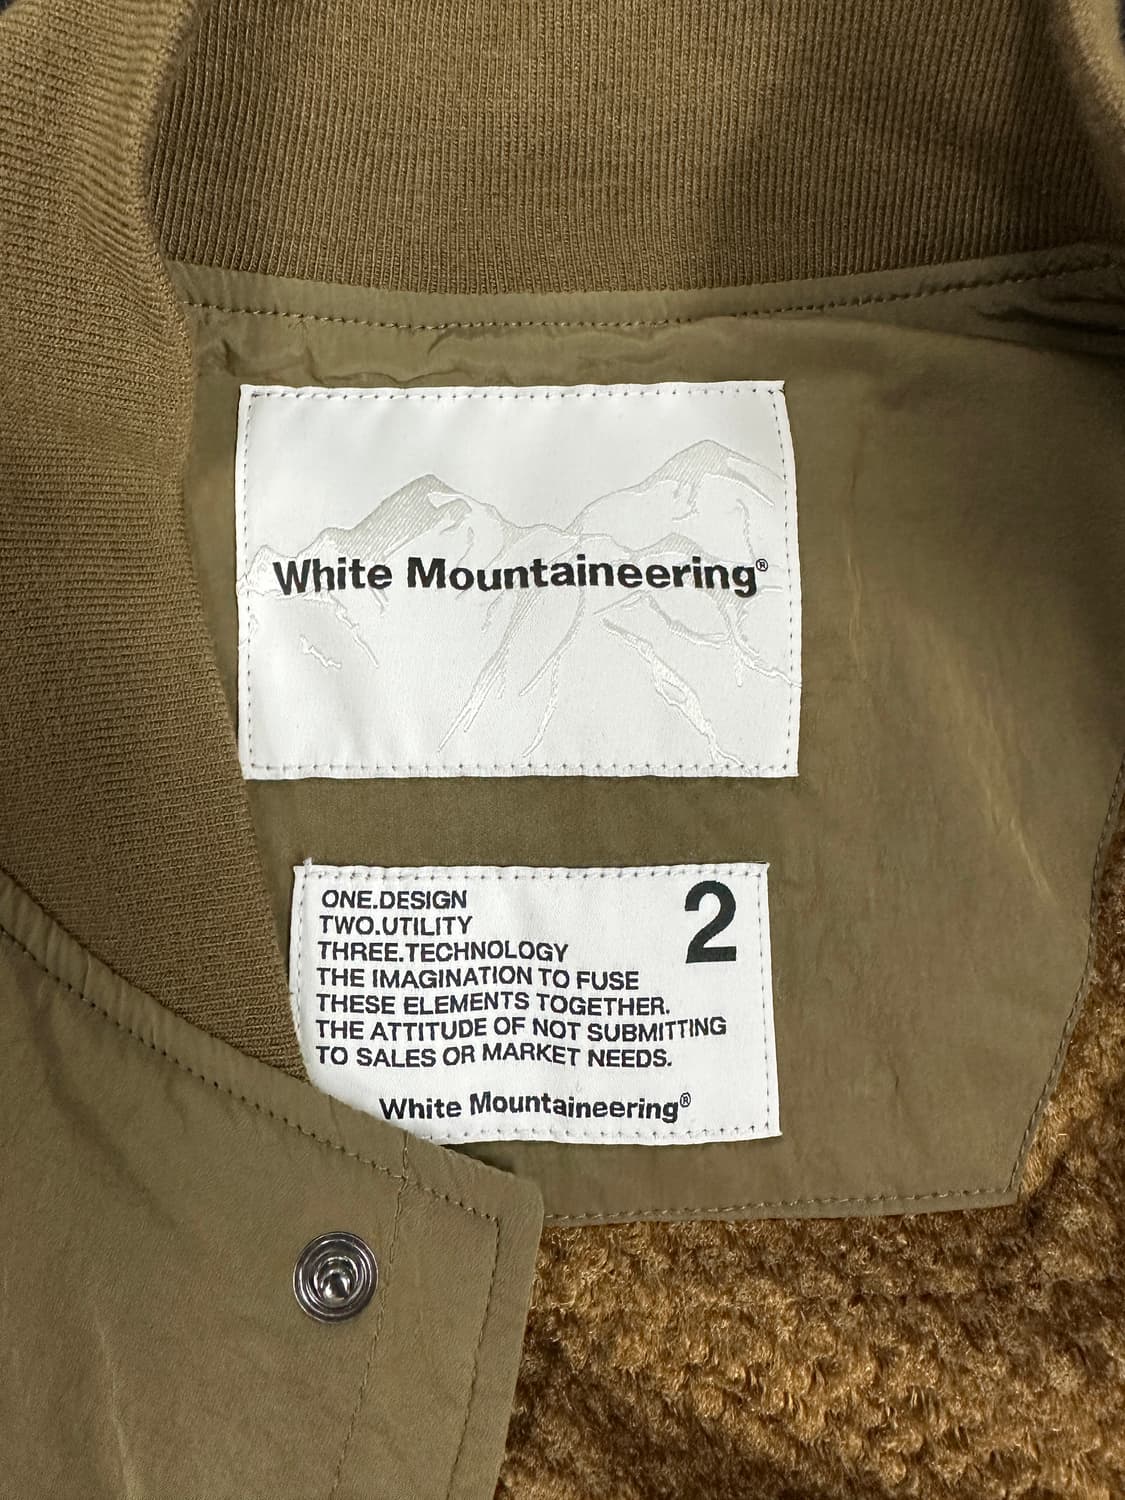 White Mountaineering®
ONE.DESIGN 2
TWO.UTILITY
THREE.TECHNOLOGY
THE IMAGINATION TO FUSE
THESE ELEMENTS TOGETHER.
THE ATTITUDE OF NOT SUBMITTING
TO SALES OR MARKET NEEDS.
White Mountaineering®